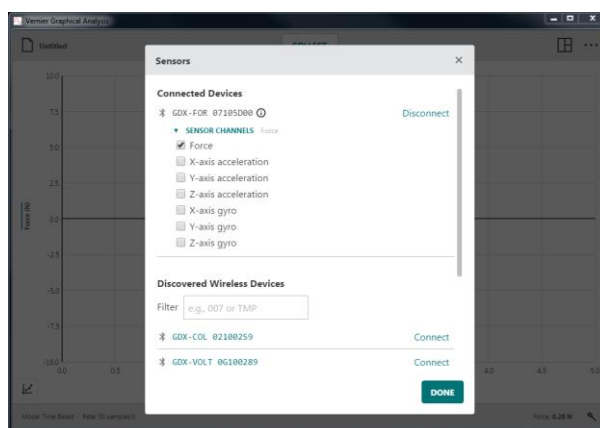 Vernier Graphical Analysis
Untitled
COLLECT
Sensors
Connected Devices
GDX-FOR 07105D00
Disconnect
SENSOR CHANNELS Force
Force
X-axis acceleration
Y-axis acceleration
Z-axis acceleration
X-axis gyro
Y-axis gyro
Z-axis gyro
Discovered Wireless Devices
Filter e.g., 007 or TMP
GDX-COL 021002S9 Connect
GDX-VOLT 0G100289 Connect
DONE
Force (N)
10.0
7.5
5.0
2.5
0.0
-2.5
-5.0
-7.5
-10.0
0.0 0.5 4.0 4.5 5.0
Mode: Time Based Rate: 10 samples/s
Force: 0.28 N